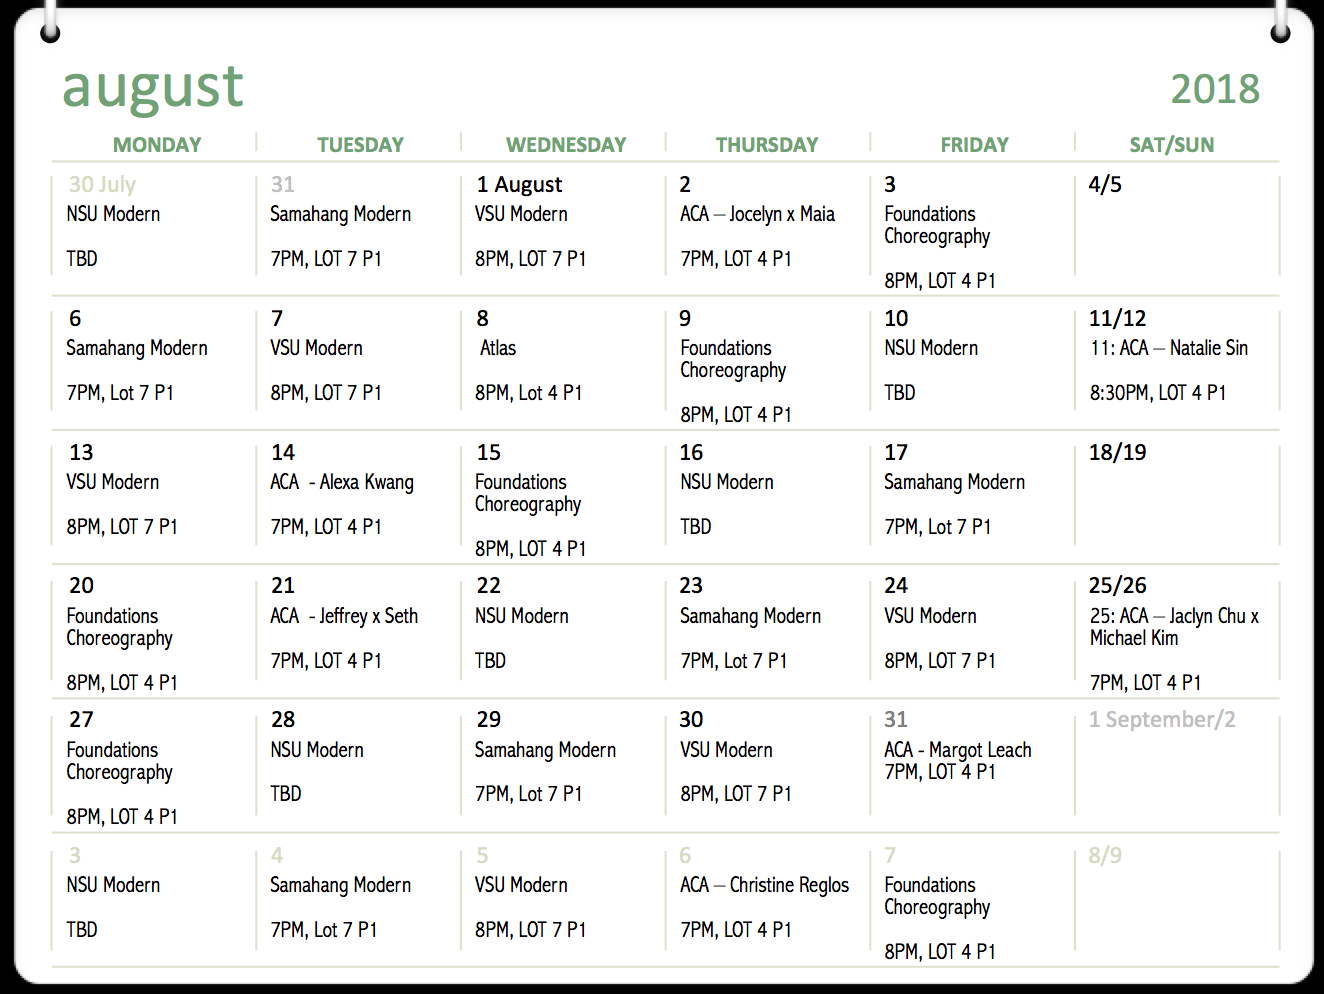 august
2018
MONDAY
TUESDAY
WEDNESDAY
THURSDAY
FRIDAY
SAT/SUN
30 July
NSU Modern
TBD
31
Samahang Modern
7PM, LOT 7 P1
1 August
VSU Modern
8PM, LOT 7 P1
2
ACA – Jocelyn x Maia
7PM, LOT 4 P1
3
Foundations
Choreography
8PM, LOT 4 P1
4/5
6
Samahang Modern
7PM, Lot 7 P1
7
VSU Modern
8PM, LOT 7 P1
8
Atlas
8PM, Lot 4 P1
9
Foundations
Choreography
8PM, LOT 4 P1
10
NSU Modern
TBD
11/12
11: ACA – Natalie Sin
8:30PM, LOT 4 P1
13
VSU Modern
8PM, LOT 7 P1
14
ACA - Alexa Kwang
7PM, LOT 4 P1
15
Foundations
Choreography
8PM, LOT 4 P1
16
NSU Modern
TBD
17
Samahang Modern
7PM, Lot 7 P1
18/19
20
Foundations
Choreography
8PM, LOT 4 P1
21
ACA - Jeffrey x Seth
7PM, LOT 4 P1
22
NSU Modern
TBD
23
Samahang Modern
7PM, Lot 7 P1
24
VSU Modern
8PM, LOT 7 P1
25/26
25: ACA – Jaclyn Chu x
Michael Kim
7PM, LOT 4 P1
27
Foundations
Choreography
8PM, LOT 4 P1
28
NSU Modern
TBD
29
Samahang Modern
7PM, Lot 7 P1
30
VSU Modern
8PM, LOT 7 P1
31
ACA - Margot Leach
7PM, LOT 4 P1
1 September/2
3
NSU Modern
TBD
4
Samahang Modern
7PM, Lot 7 P1
5
VSU Modern
8PM, LOT 7 P1
6
ACA – Christine Reglos
7PM, LOT 4 P1
7
Foundations
Choreography
8PM, LOT 4 P1
8/9